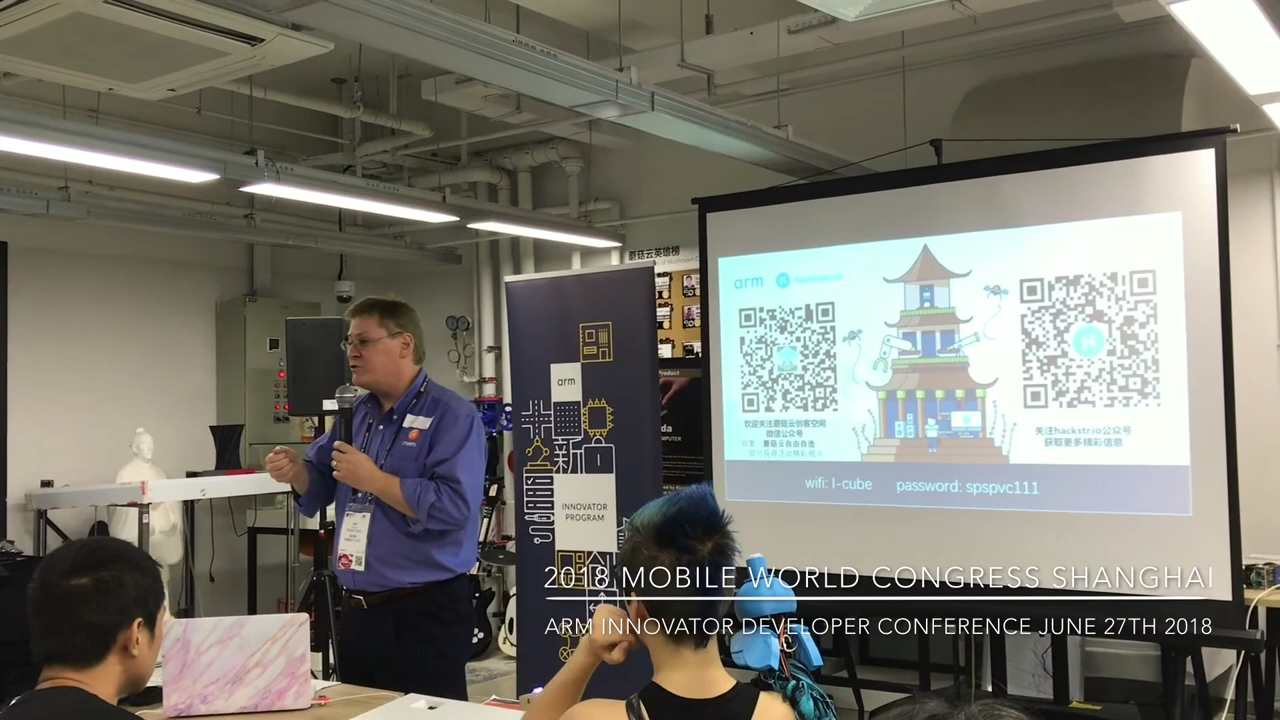 蘑菇云英雄榜
arm
arm
INNOVATOR
PROGRAM
新
欢迎关注蘑菇云创客空间
微信公众号
关注hackstr.io公众号
获取更多精彩信息
wifi: I-cube password: spspvc111
2018 MOBILE WORLD CONGRESS SHANGHAI
ARM INNOVATOR DEVELOPER CONFERENCE JUNE 27TH 2018